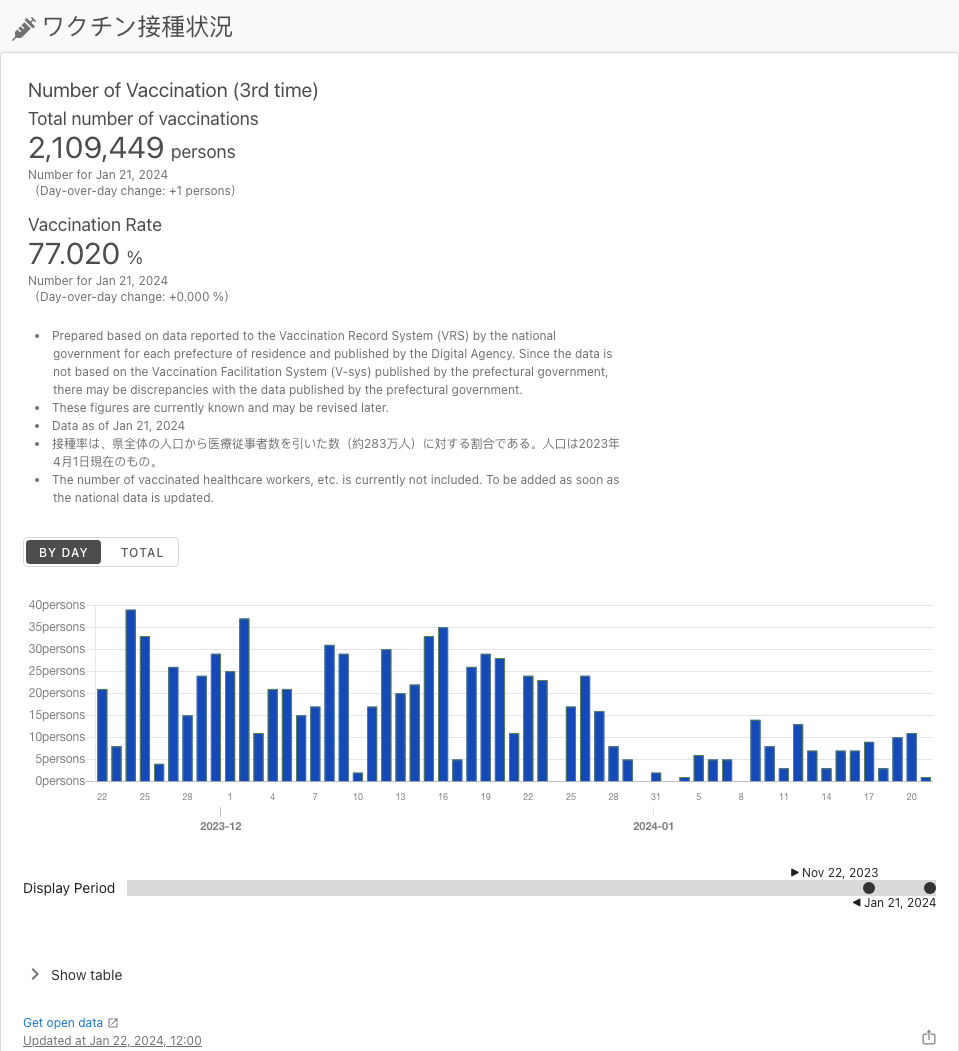 ワクチン接種状況
Number of Vaccination (3rd time)
Total number of vaccinations
2,109,449 persons
Number for Jan 21, 2024
(Day-over-day change: +1 persons)
Vaccination Rate
77.020 %
Number for Jan 21, 2024
(Day-over-day change: +0.000 %)
• Prepared based on data reported to the Vaccination Record System (VRS) by the national
government for each prefecture of residence and published by the Digital Agency. Since the data is
not based on the Vaccination Facilitation System (V-sys) published by the prefectural government,
there may be discrepancies with the data published by the prefectural government.
• These figures are currently known and may be revised later.
• Data as of Jan 21, 2024
• 接種率は、県全体の人口から医療従事者数を引いた数（約283万人）に対する割合である。人口は2023年
4月1日現在のもの。
• The number of vaccinated healthcare workers, etc. is currently not included. To be added as soon as
the national data is updated.
BY DAY TOTAL
40persons
35persons
30persons
25persons
20persons
15persons
10persons
5persons
0persons
22 25 28 1 4 7 10 13 16 19 22 25 28 31 5 8 11 14 17 20
2023-12 2024-01
Nov 22, 2023
Display Period
Jan 21, 2024
Show table
Get open data
Updated at Jan 22, 2024, 12:00